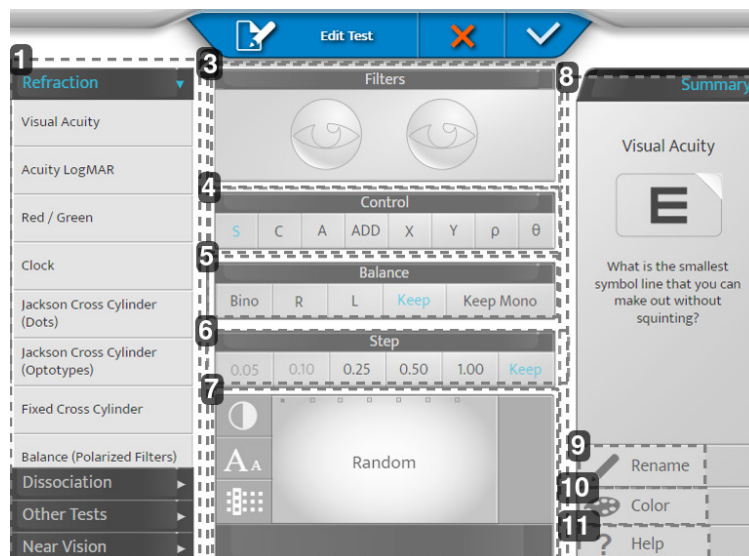 Edit Test
1
Refraction
Visual Acuity
Acuity LogMAR
Red / Green
Clock
Jackson Cross Cylinder
(Dots)
Jackson Cross Cylinder
(Optotypes)
Fixed Cross Cylinder
Balance (Polarized Filters)
Dissociation
Other Tests
Near Vision
3
Filters
4
Control
S C A ADD X Y ρ θ
5
Balance
Bino R L Keep Keep Mono
6
Step
0.05 0.10 0.25 0.50 1.00 Keep
7
AA
Random
8
Summary
Visual Acuity
E
What is the smallest
symbol line that you can
make out without
squinting?
9
Rename
10
Color
11
? Help